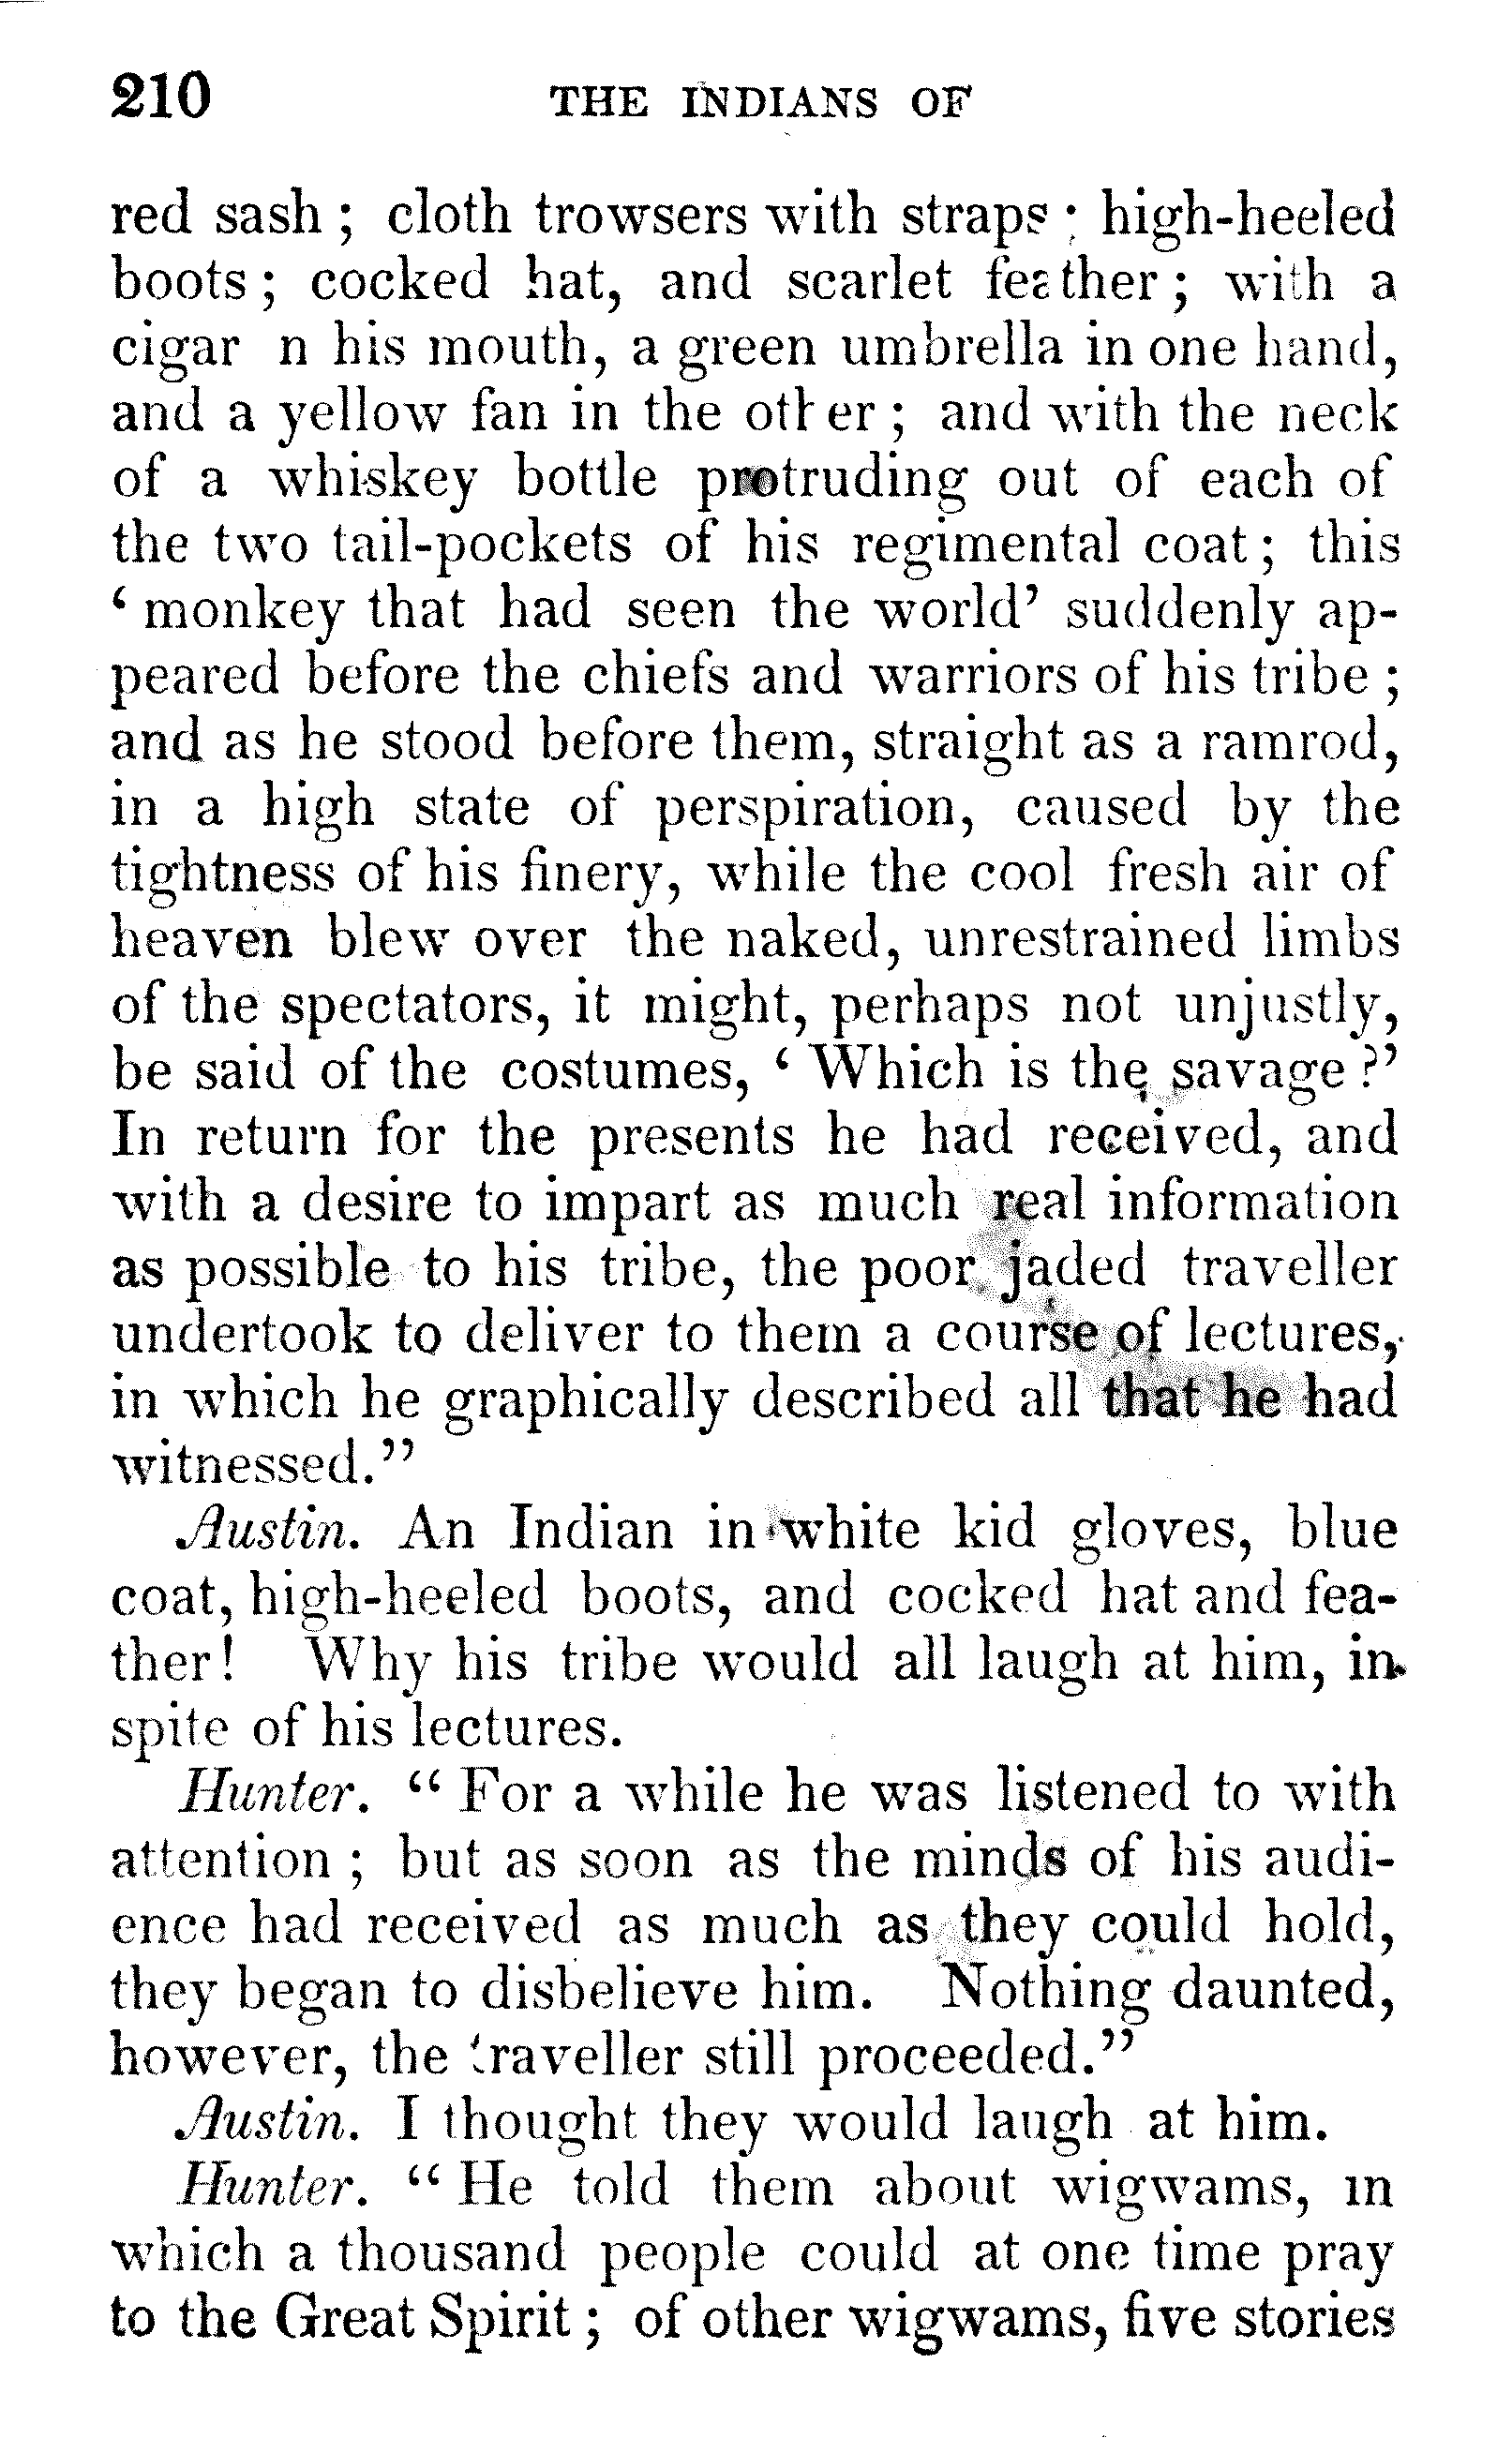 210 THE INDIANS OF
red sash ; cloth trowsers with straps ; high-heeled
boots ; cocked hat, and scarlet feather ; with a
cigar n his mouth, a green umbrella in one hand,
and a yellow fan in the other ; and with the neck
of a whiskey bottle protruding out of each of
the two tail-pockets of his regimental coat ; this
‘ monkey that had seen the world’ suddenly ap-
peared before the chiefs and warriors of his tribe ;
and as he stood before them, straight as a ramrod,
in a high state of perspiration, caused by the
tightness of his finery, while the cool fresh air of
heaven blew over the naked, unrestrained limbs
of the spectators, it might, perhaps not unjustly,
be said of the costumes, ‘ Which is the savage ?’
In return for the presents he had received, and
with a desire to impart as much real information
as possible to his tribe, the poor jaded traveller
undertook to deliver to them a course of lectures,
in which he graphically described all that he had
witnessed.”
Austin. An Indian in white kid gloves, blue
coat, high-heeled boots, and cocked hat and fea-
ther ! Why his tribe would all laugh at him, in
spite of his lectures.
Hunter. “ For a while he was listened to with
attention ; but as soon as the minds of his audi-
ence had received as much as they could hold,
they began to disbelieve him. Nothing daunted,
however, the traveller still proceeded.”
Austin. I thought they would laugh at him.
Hunter. “ He told them about wigwams, in
which a thousand people could at one time pray
to the Great Spirit ; of other wigwams, five stories